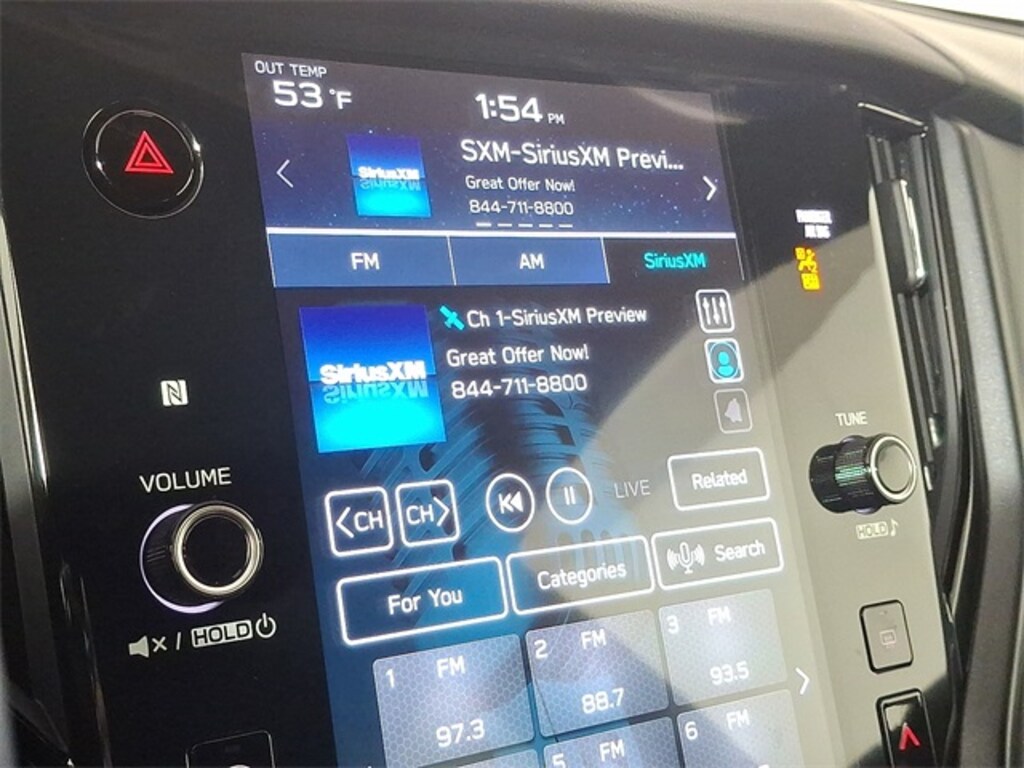 OUT TEMP
53 °F
1:54 PM
SiriusXM
SXM-SiriusXM Previ...
Great Offer Now!
844-711-8800
FM
AM
SiriusXM
SiriusXM
Ch 1-SiriusXM Preview
Great Offer Now!
844-711-8800
VOLUME
TUNE
HOLD
<CH
CH>
LIVE
Related
For You
Categories
Search
/ HOLD
1 FM
97.3
2 FM
88.7
3 FM
93.5
5 FM
6 FM